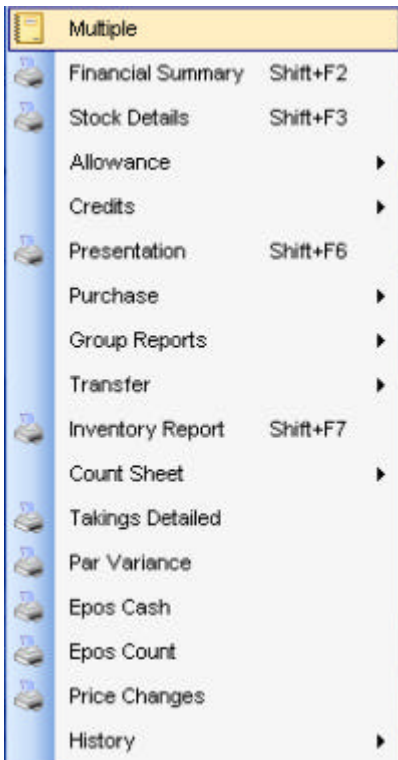 Multiple
Financial Summary Shift+F2
Stock Details Shift+F3
Allowance
Credits
Presentation Shift+F6
Purchase
Group Reports
Transfer
Inventory Report Shift+F7
Count Sheet
Takings Detailed
Par Variance
Epos Cash
Epos Count
Price Changes
History